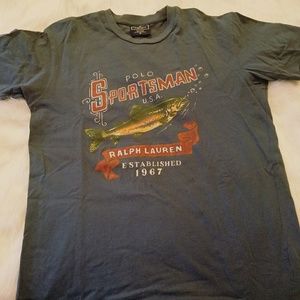 POLO
SPORTSMAN
U.S.A.
RALPH LAUREN
ESTABLISHED
1967